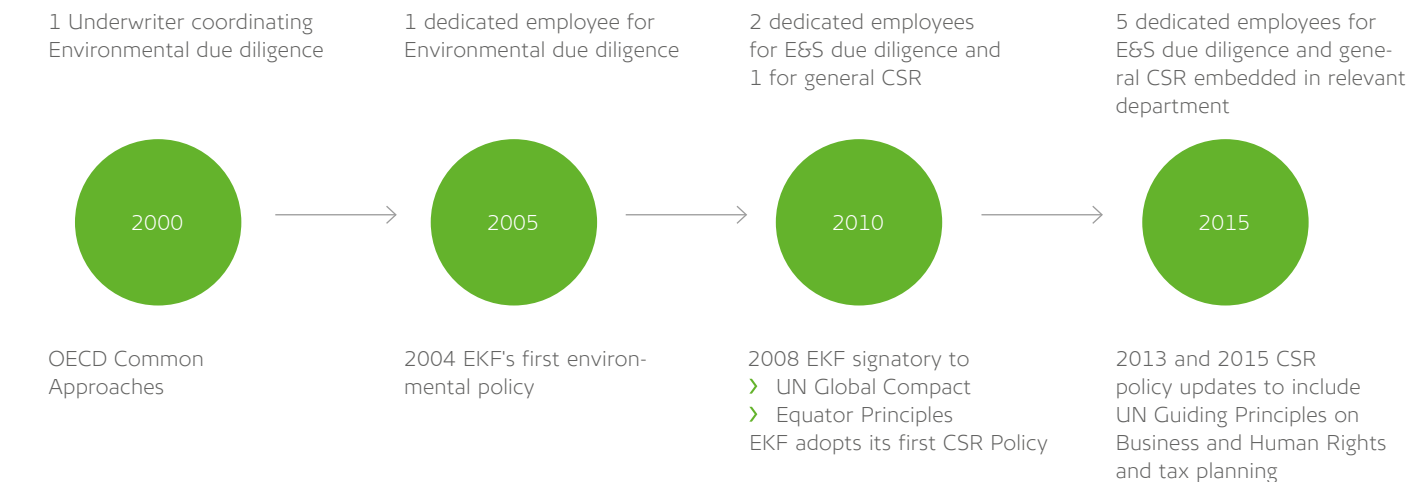 1 Underwriter coordinating
Environmental due diligence
1 dedicated employee for
Environmental due diligence
2 dedicated employees
for E&S due diligence and
1 for general CSR
5 dedicated employees for
E&S due diligence and gene-
ral CSR embedded in relevant
department
2000
2005
2010
2015
OECD Common
Approaches
2004 EKF's first environ-
mental policy
2008 EKF signatory to
› UN Global Compact
› Equator Principles
EKF adopts its first CSR Policy
2013 and 2015 CSR
policy updates to include
UN Guiding Principles on
Business and Human Rights
and tax planning